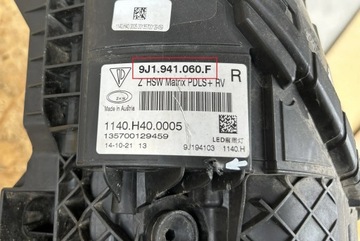 9J1.941.060.F
Z HSW Matrix PDLS+ RV
R
Made in Austria
1140.H40.0005
135700129459
14-10-21 13
9J194103
1140.H